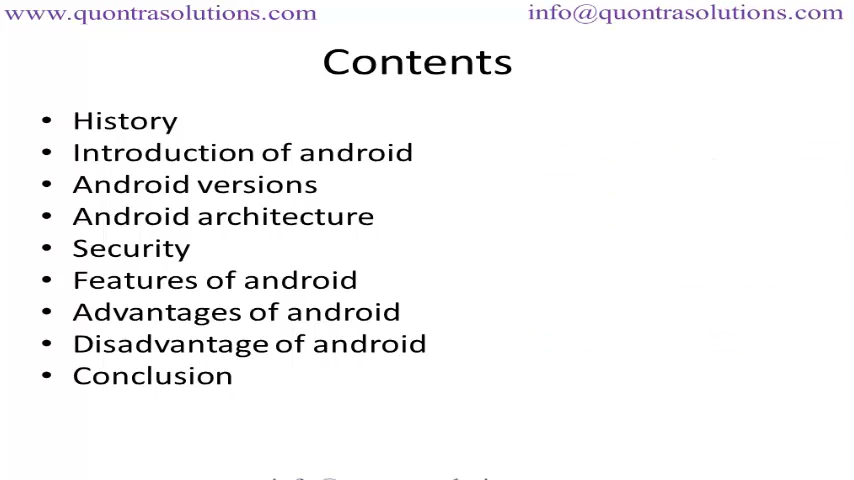 www.quontrasolutions.com info@quontrasolutions.com
Contents
• History
• Introduction of android
• Android versions
• Android architecture
• Security
• Features of android
• Advantages of android
• Disadvantage of android
• Conclusion